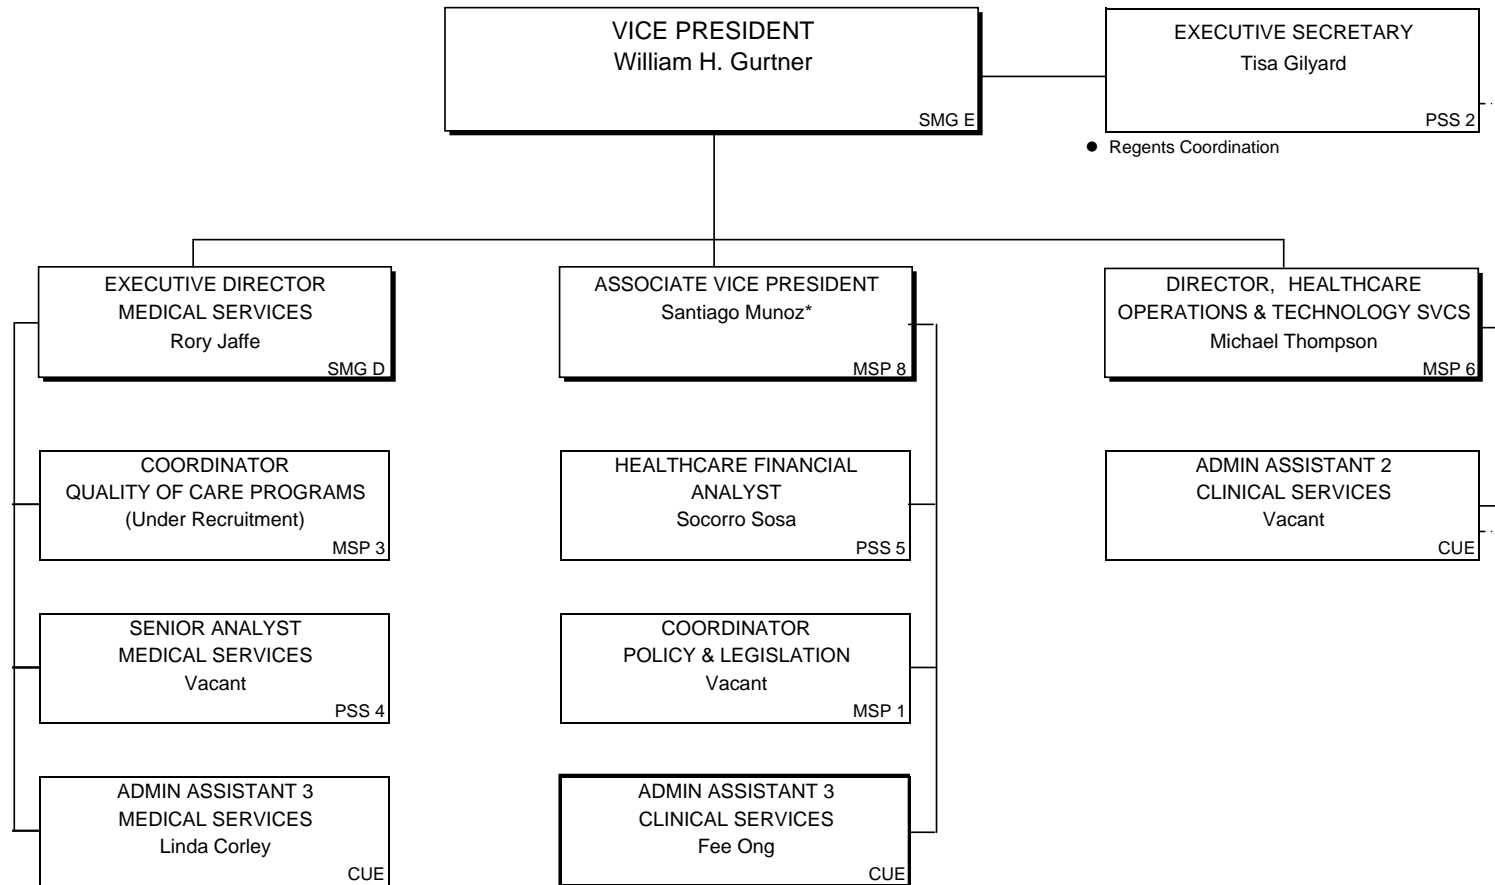 VICE PRESIDENT
William H. Gurtner
SMG E
EXECUTIVE SECRETARY
Tisa Gilyard
PSS 2
● Regents Coordination
EXECUTIVE DIRECTOR
MEDICAL SERVICES
Rory Jaffe
SMG D
ASSOCIATE VICE PRESIDENT
Santiago Munoz*
MSP 8
DIRECTOR, HEALTHCARE
OPERATIONS & TECHNOLOGY SVCS
Michael Thompson
MSP 6
COORDINATOR
QUALITY OF CARE PROGRAMS
(Under Recruitment)
MSP 3
HEALTHCARE FINANCIAL
ANALYST
Socorro Sosa
PSS 5
ADMIN ASSISTANT 2
CLINICAL SERVICES
Vacant
CUE
SENIOR ANALYST
MEDICAL SERVICES
Vacant
PSS 4
COORDINATOR
POLICY & LEGISLATION
Vacant
MSP 1
ADMIN ASSISTANT 3
MEDICAL SERVICES
Linda Corley
CUE
ADMIN ASSISTANT 3
CLINICAL SERVICES
Fee Ong
CUE